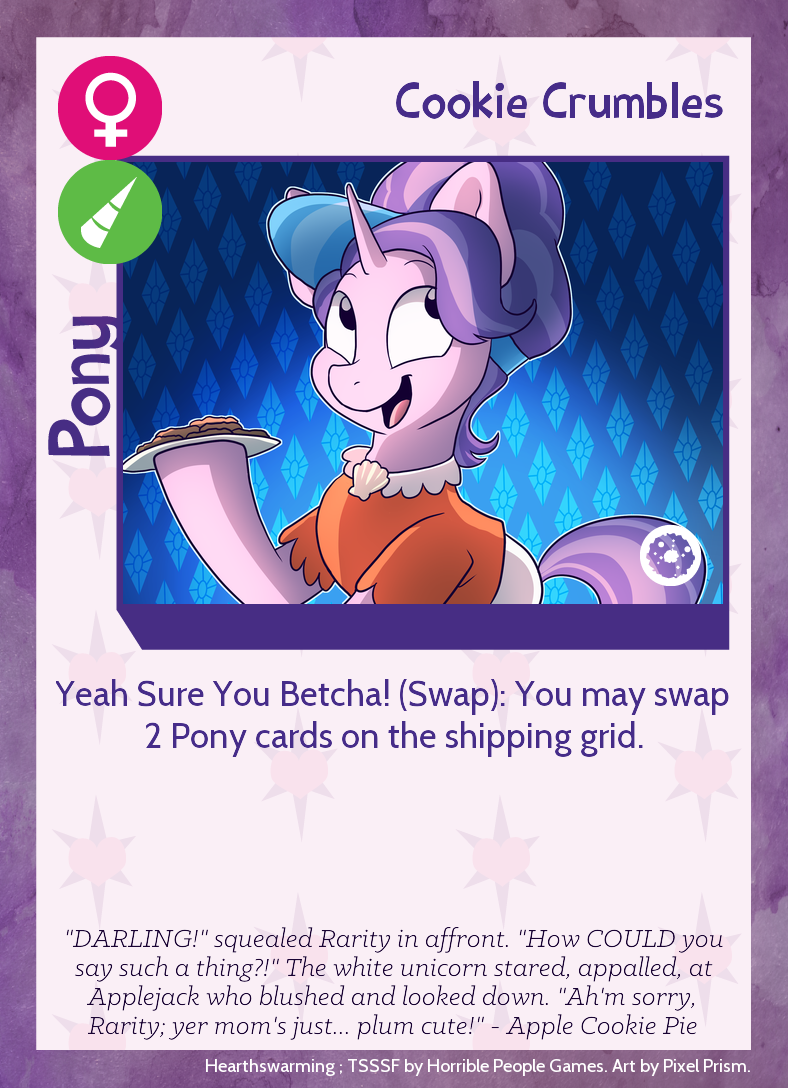 Cookie Crumbles
Pony
Yeah Sure You Betcha! (Swap): You may swap
2 Pony cards on the shipping grid.
"DARLING!" squealed Rarity in affront. "How COULD you
say such a thing?!" The white unicorn stared, appalled, at
Applejack who blushed and looked down. "Ah'm sorry,
Rarity; yer mom's just... plum cute!" - Apple Cookie Pie
Hearthswarming ; TSSSF by Horrible People Games. Art by Pixel Prism.